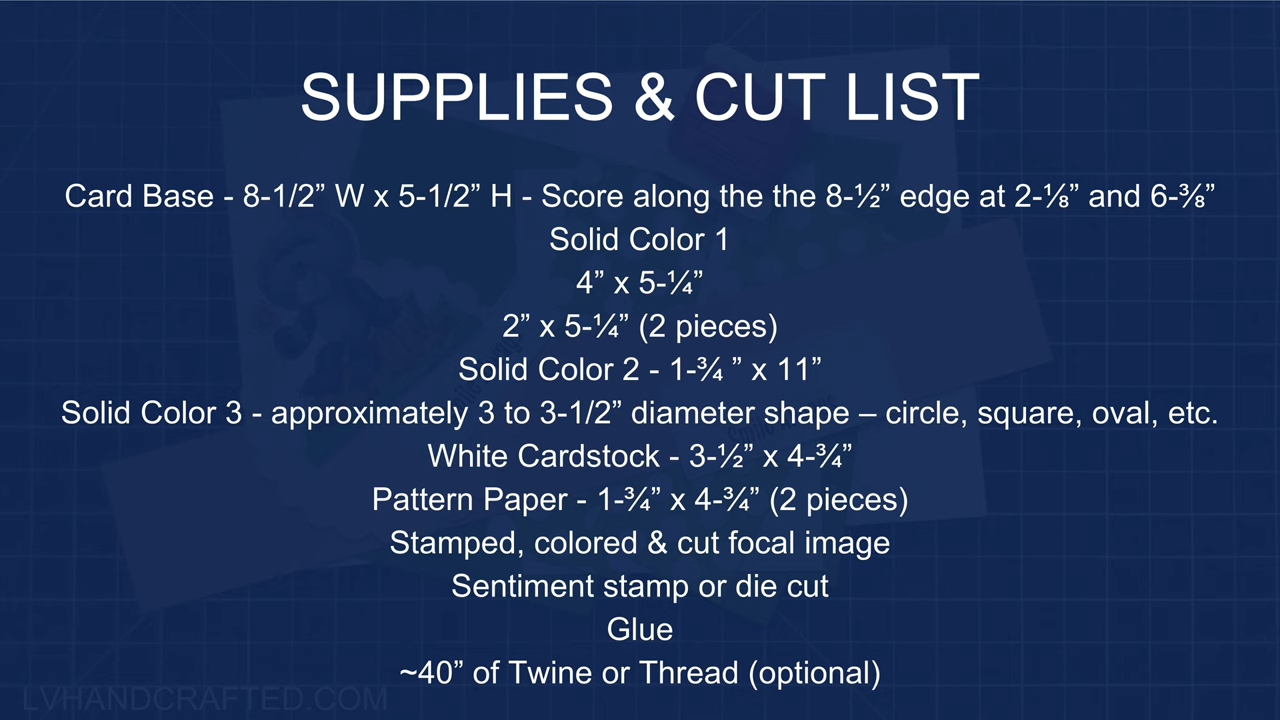 SUPPLIES & CUT LIST
Card Base - 8-1/2” W x 5-1/2” H - Score along the the 8-½” edge at 2-⅛” and 6-⅜”
Solid Color 1
4” x 5-¼”
2” x 5-¼” (2 pieces)
Solid Color 2 - 1-¾ ” x 11”
Solid Color 3 - approximately 3 to 3-1/2” diameter shape – circle, square, oval, etc.
White Cardstock - 3-½” x 4-¾”
Pattern Paper - 1-¾” x 4-¾” (2 pieces)
Stamped, colored & cut focal image
Sentiment stamp or die cut
Glue
~40” of Twine or Thread (optional)
LVHANDCRAFTED.COM